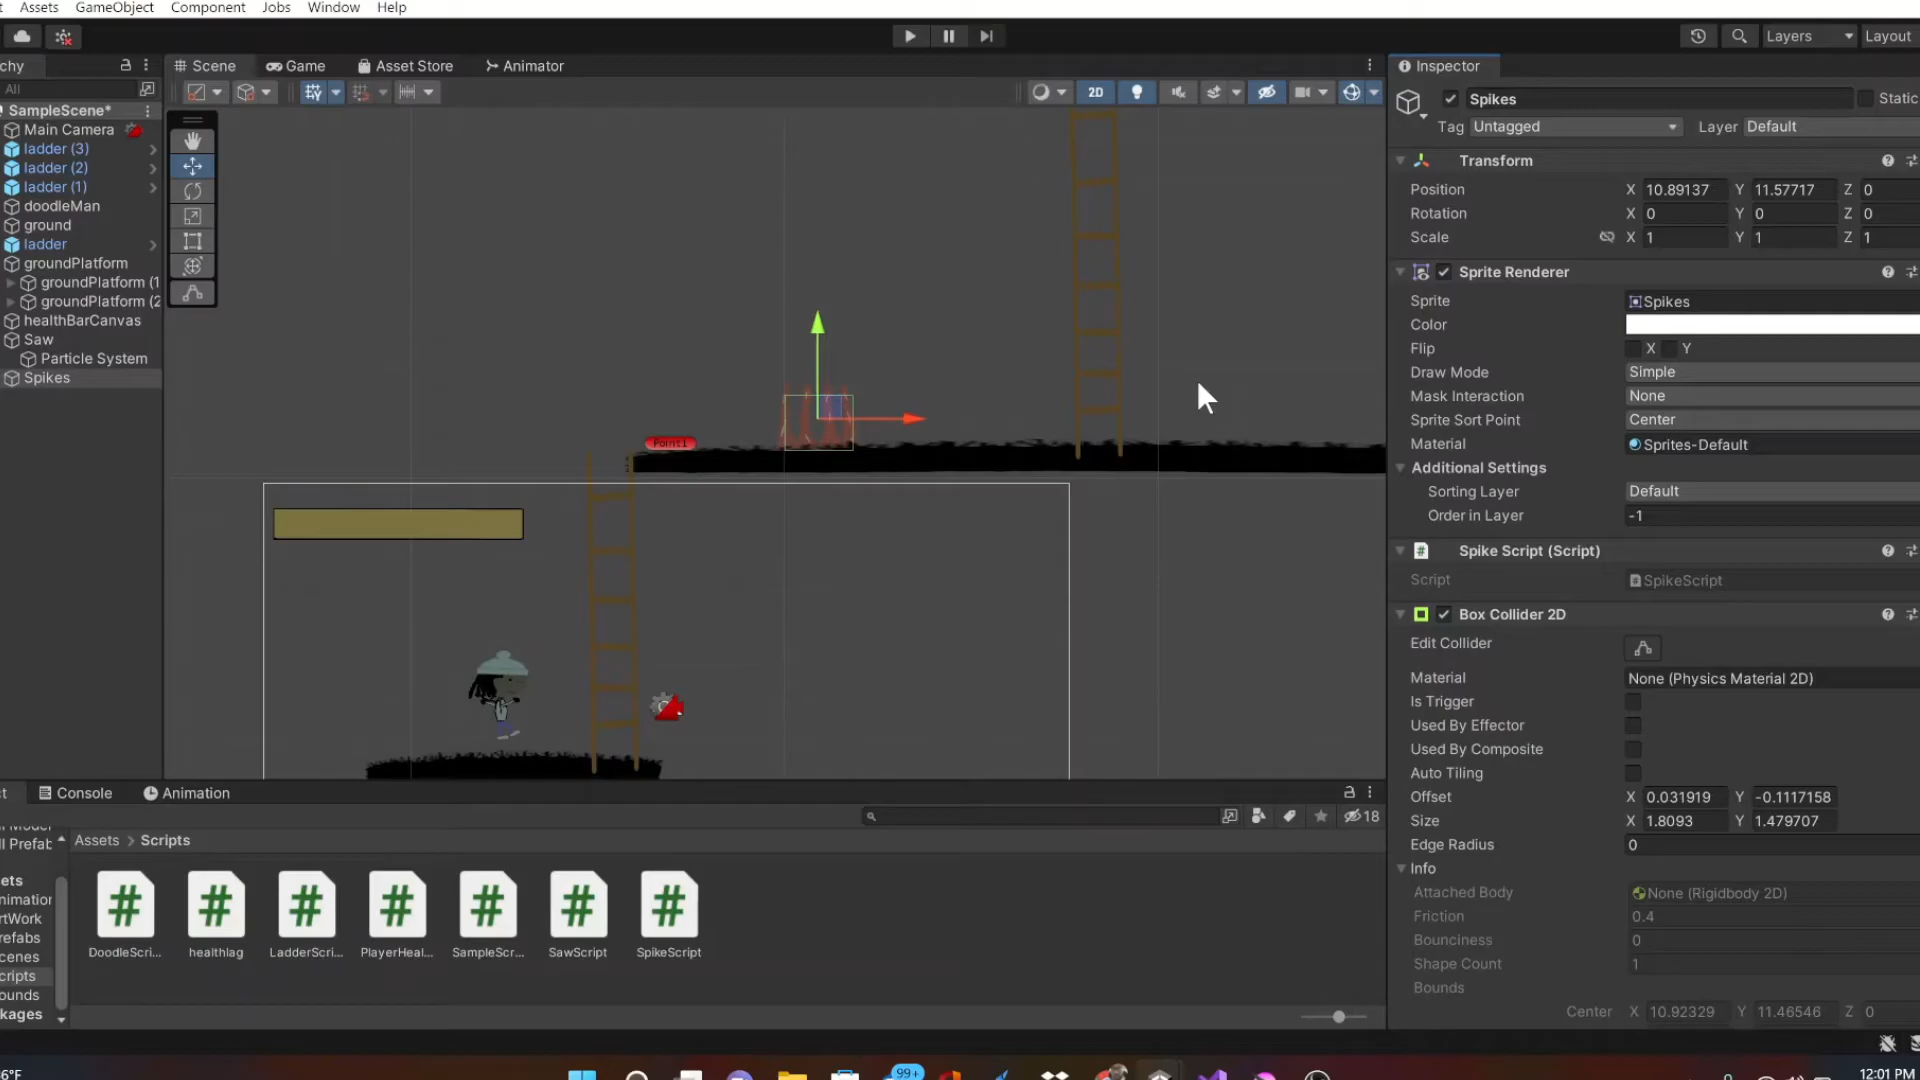 Assets GameObject Component Jobs Window Help
Layers Layout
chy
Scene Game Asset Store Animator
Inspector
All
2D
Spikes Static
SampleScene*
Tag Untagged Layer Default
Main Camera
ladder (3)
ladder (2)
ladder (1)
doodleMan
ground
ladder
groundPlatform
groundPlatform (1
groundPlatform (2
healthBarCanvas
Saw
Particle System
Spikes
Point1
Transform
Position X 10.89137 Y 11.57717 Z 0
Rotation X 0 Y 0 Z 0
Scale X 1 Y 1 Z 1
Sprite Renderer
Sprite Spikes
Color
Flip X Y
Draw Mode Simple
Mask Interaction None
Sprite Sort Point Center
Material Sprites-Default
Additional Settings
Sorting Layer Default
Order in Layer -1
# Spike Script (Script)
Script SpikeScript
Box Collider 2D
Edit Collider
Material None (Physics Material 2D)
Is Trigger
Used By Effector
Used By Composite
Auto Tiling
Offset X 0.031919 Y -0.1117158
Size X 1.8093 Y 1.479707
Edge Radius 0
Info
Attached Body None (Rigidbody 2D)
Friction 0.4
Bounciness 0
Shape Count 1
Bounds
Center X 10.92329 Y 11.46546 Z 0
ct Console Animation
18
ll Prefab
ets
nimation
rtWork
refabs
cenes
cripts
ounds
kages
Assets > Scripts
# # # # # # #
DoodleScri... healthlag LadderScri... PlayerHeal... SampleScr... SawScript SpikeScript
6°F
99+
12:01 PM